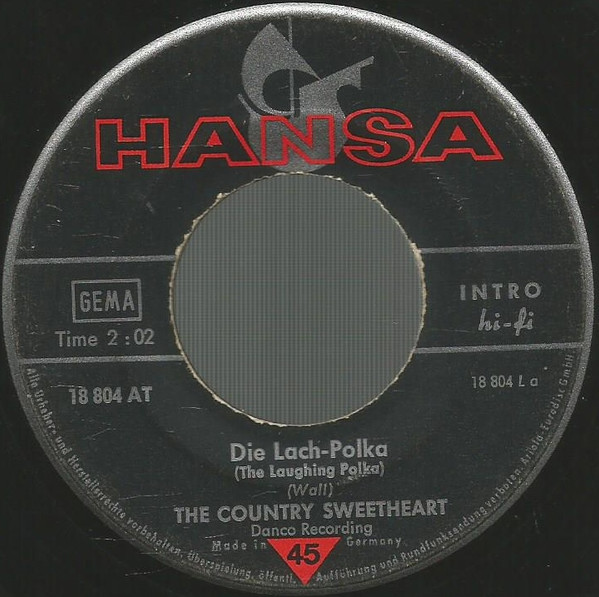 HANSA
GEMA
INTRO
hi-fi
Time 2:02
18 804 AT
18 804 La
Die Lach-Polka
(The Laughing Polka)
(Wall)
THE COUNTRY SWEETHEART
Danco Recording
Made in Germany
45
Alle Urheber- und Herstellerrechte vorbehalten. Überspielung, öffentl. Aufführung und Rundfunksendung verboten. Ariola-Eurodisc GmbH.